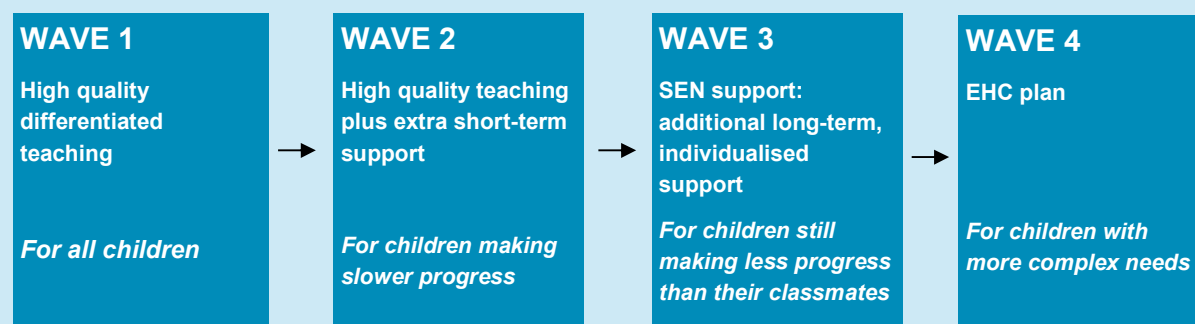 WAVE 1
High quality
differentiated
teaching
For all children
WAVE 2
High quality teaching
plus extra short-term
support
For children making
slower progress
WAVE 3
SEN support:
additional long-term,
individualised
support
For children still
making less progress
than their classmates
WAVE 4
EHC plan
For children with
more complex needs